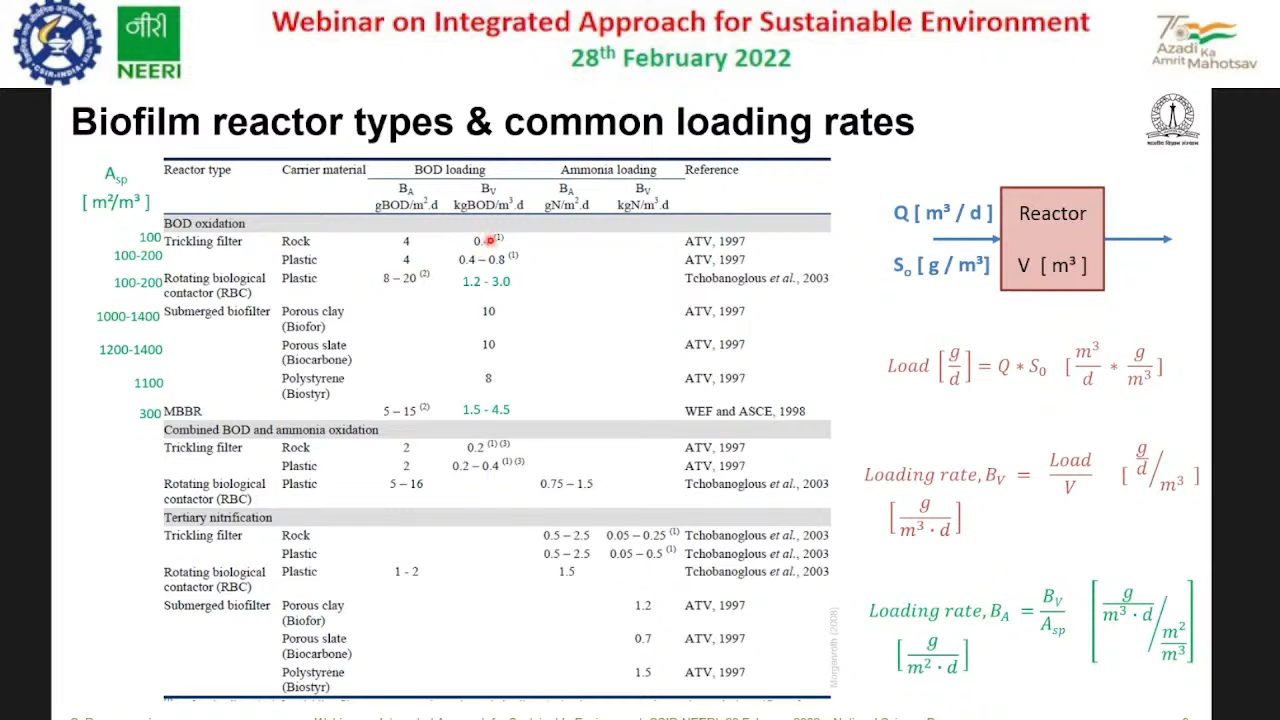 Webinar on Integrated Approach for Sustainable Environment
28th February 2022
नीरी
NEERI
CSIR-INDIA
75
Azadi Ka
Amrit Mahotsav
Biofilm reactor types & common loading rates
Asp
[ m²/m³ ]
Reactor type Carrier material BOD loading Ammonia loading Reference
BA BV BA BV
gBOD/m².d kgBOD/m³.d gN/m².d kgN/m³.d
BOD oxidation
100 Trickling filter Rock 4 (1) ATV, 1997
100-200 Plastic 4 0.4 – 0.8 (1) ATV, 1997
100-200 Rotating biological contactor (RBC) Plastic 8 – 20 (2) 1.2 - 3.0 Tchobanoglous et al., 2003
1000-1400 Submerged biofilter Porous clay (Biofor) 10 ATV, 1997
1200-1400 Porous slate (Biocarbone) 10 ATV, 1997
1100 Polystyrene (Biostyr) 8 ATV, 1997
300 MBBR 5 – 15 (2) 1.5 - 4.5 WEF and ASCE, 1998
Combined BOD and ammonia oxidation
Trickling filter Rock 2 0.2 (1) (3) ATV, 1997
Plastic 2 0.2 – 0.4 (1) (3) ATV, 1997
Rotating biological contactor (RBC) Plastic 5 – 16 0.75 – 1.5 Tchobanoglous et al., 2003
Tertiary nitrification
Trickling filter Rock 0.5 – 2.5 0.05 – 0.25 (1) Tchobanoglous et al., 2003
Plastic 0.5 – 2.5 0.05 – 0.5 (1) Tchobanoglous et al., 2003
Rotating biological contactor (RBC) Plastic 1 - 2 1.5 Tchobanoglous et al., 2003
Submerged biofilter Porous clay (Biofor) 1.2 ATV, 1997
Porous slate (Biocarbone) 0.7 ATV, 1997
Polystyrene (Biostyr) 1.5 ATV, 1997
Morgenroth (2008)
Q [ m³ / d ] Reactor
So [ g / m³] V [ m³ ]
Load [g/d] = Q * S0 [m³/d * g/m³]
Loading rate, BV = Load/V [g/d / m³]
[g/m³·d]
Loading rate, BA = BV/Asp [g/m³·d / m²/m³]
[g/m²·d]